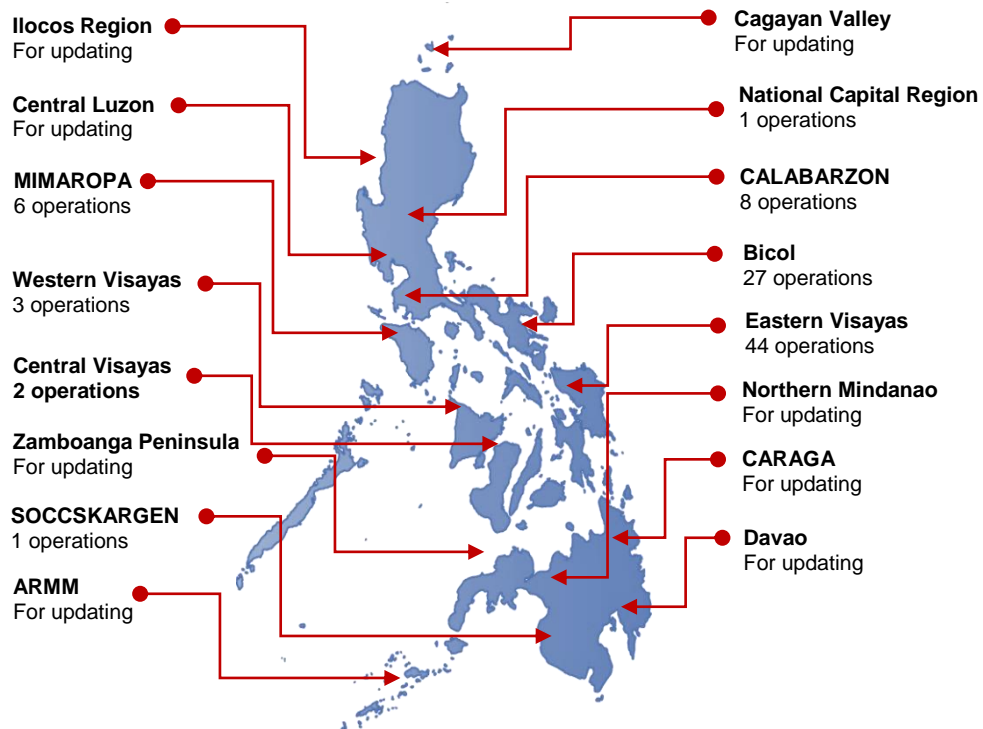 Ilocos Region
For updating
Central Luzon
For updating
MIMAROPA
6 operations
Western Visayas
3 operations
Central Visayas
2 operations
Zamboanga Peninsula
For updating
SOCCSKARGEN
1 operations
ARMM
For updating
Cagayan Valley
For updating
National Capital Region
1 operations
CALABARZON
8 operations
Bicol
27 operations
Eastern Visayas
44 operations
Northern Mindanao
For updating
CARAGA
For updating
Davao
For updating